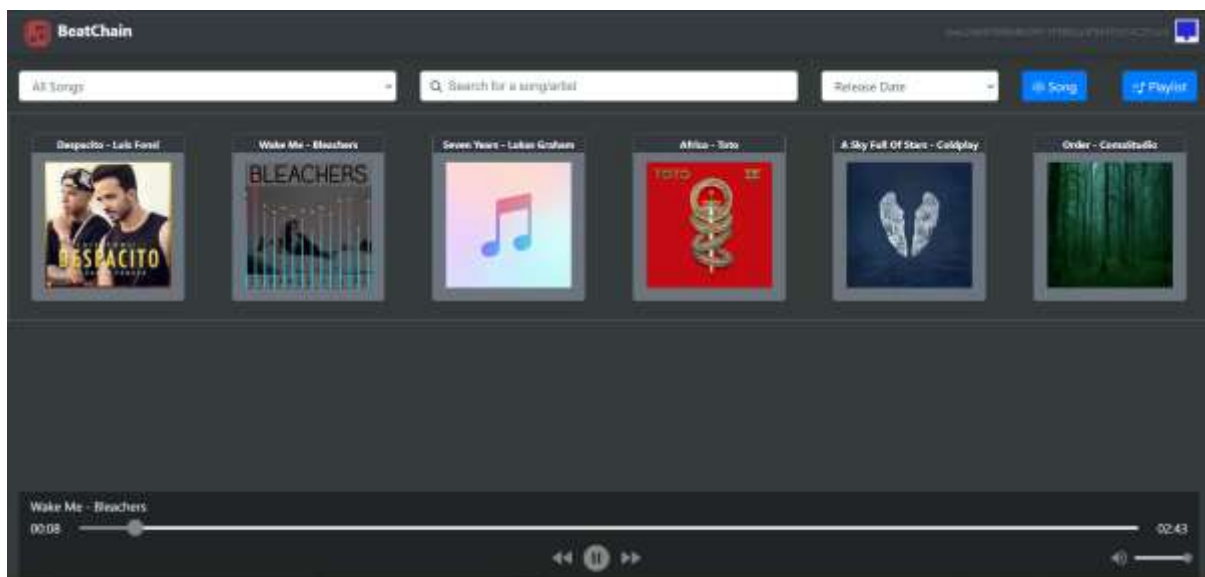 BeatChain
All Songs
Search for a song/artist
Release Date
Song
Playlist
Despacito - Luis Fonsi
Wake Me - Bleachers
Seven Years - Lukas Graham
Africa - Toto
A Sky Full Of Stars - Coldplay
Order - ComaStudio
DESPACITO
BLEACHERS
TOTO IV
Wake Me - Bleachers
00:08
02:43